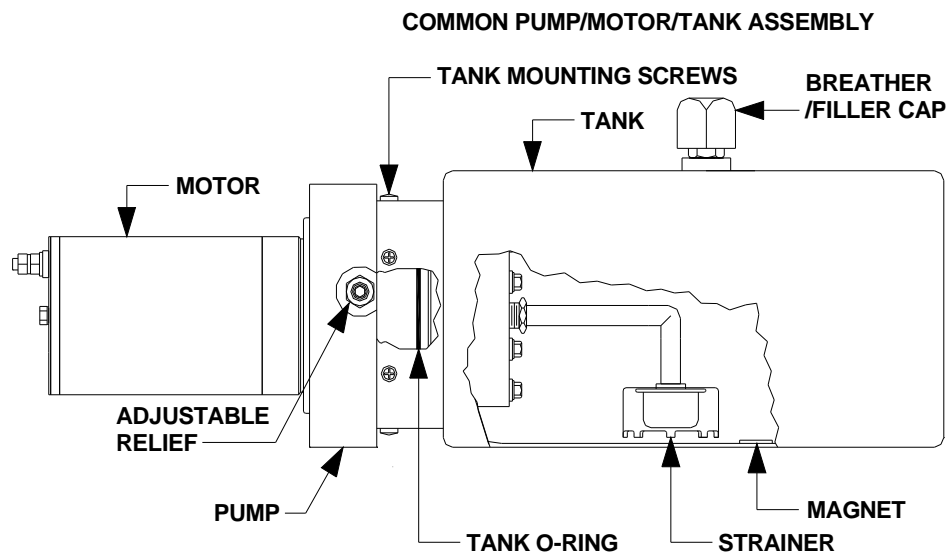 COMMON PUMP/MOTOR/TANK ASSEMBLY
TANK MOUNTING SCREWS
BREATHER
/FILLER CAP
TANK
MOTOR
ADJUSTABLE
RELIEF
PUMP
MAGNET
TANK O-RING
STRAINER